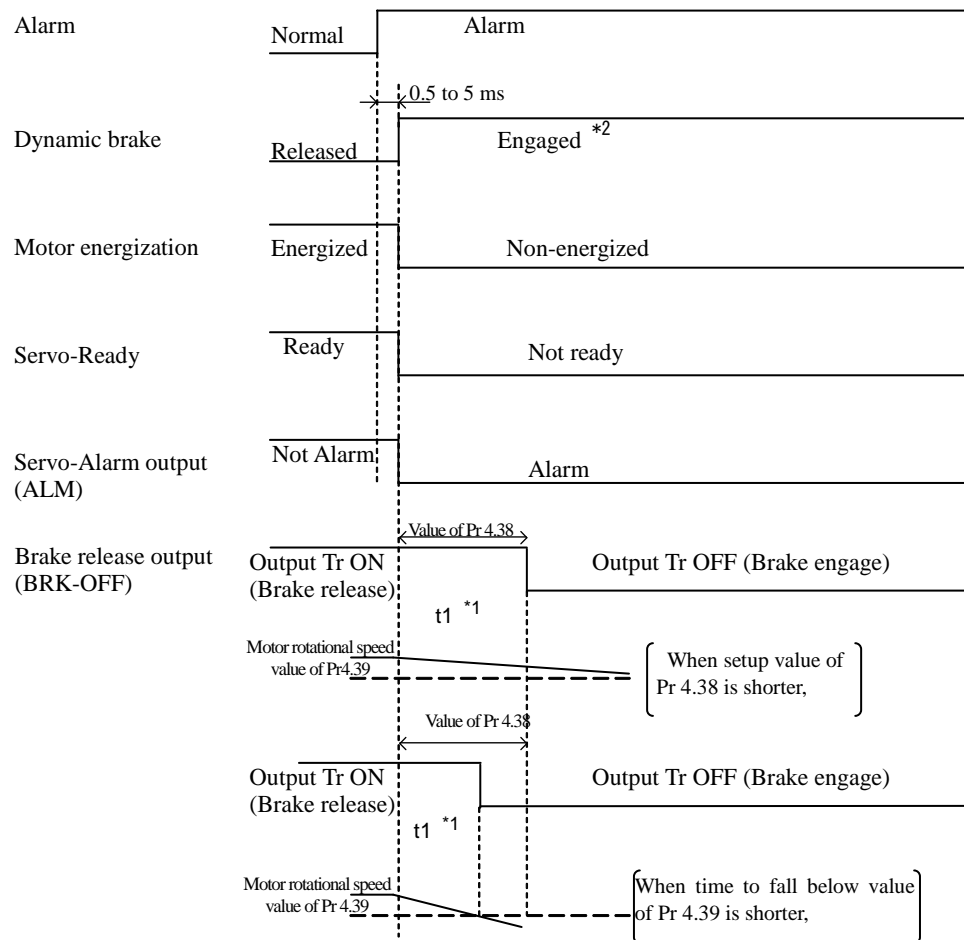 Alarm
Normal
Alarm
0.5 to 5 ms
Dynamic brake
Released
Engaged *2
Motor energization
Energized
Non-energized
Servo-Ready
Ready
Not ready
Servo-Alarm output
(ALM)
Not Alarm
Alarm
Value of Pr 4.38
Brake release output
(BRK-OFF)
Output Tr ON
(Brake release)
Output Tr OFF (Brake engage)
t1 *1
Motor rotational speed
value of Pr4.39
When setup value of
Pr 4.38 is shorter,
Value of Pr 4.38
Output Tr ON
(Brake release)
Output Tr OFF (Brake engage)
t1 *1
Motor rotational speed
value of Pr 4.39
When time to fall below value
of Pr 4.39 is shorter,